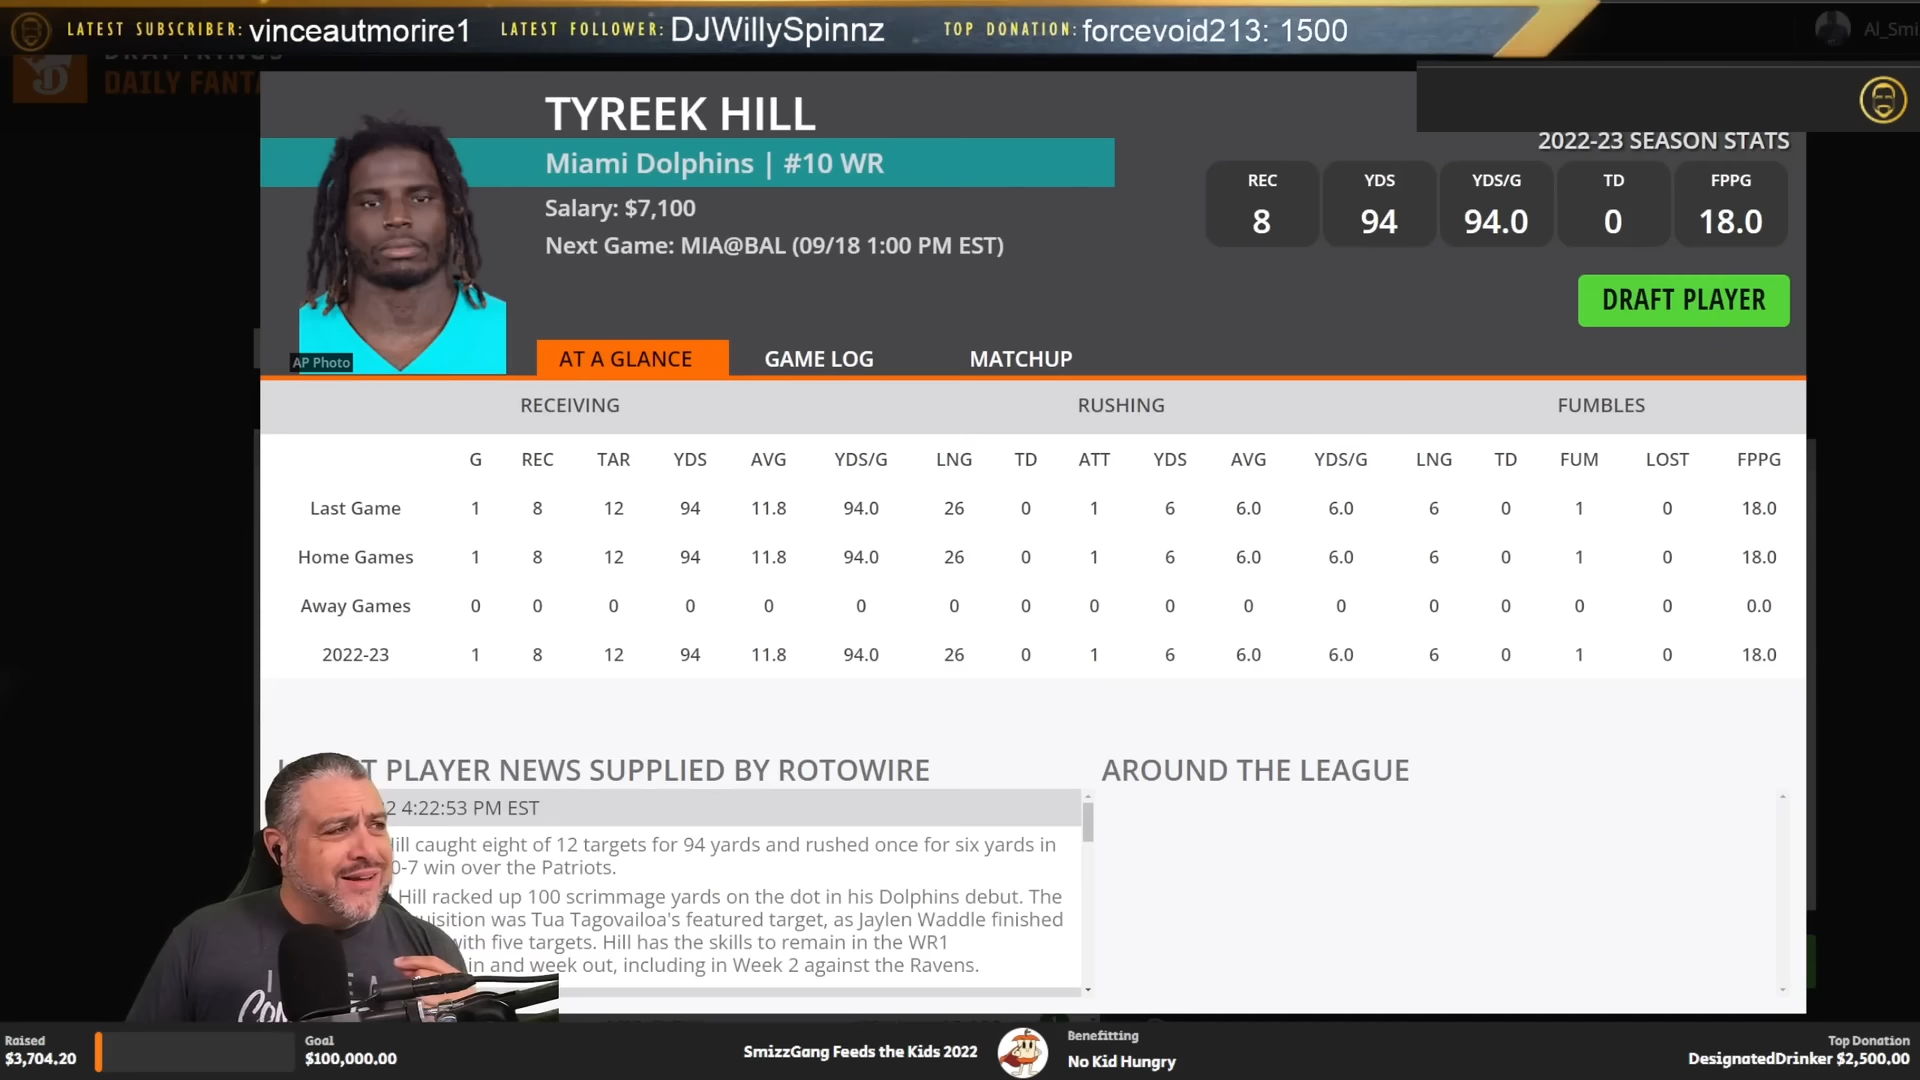 LATEST SUBSCRIBER: vinceautmorire1 LATEST FOLLOWER: DJWillySpinnz TOP DONATION: forcevoid213: 1500
Al_Smi
DAILY FANTA
TYREEK HILL
Miami Dolphins | #10 WR
Salary: $7,100
Next Game: MIA@BAL (09/18 1:00 PM EST)
AP Photo
2022-23 SEASON STATS
REC YDS YDS/G TD FPPG
8 94 94.0 0 18.0
DRAFT PLAYER
AT A GLANCE GAME LOG MATCHUP
RECEIVING RUSHING FUMBLES
G REC TAR YDS AVG YDS/G LNG TD ATT YDS AVG YDS/G LNG TD FUM LOST FPPG
Last Game 1 8 12 94 11.8 94.0 26 0 1 6 6.0 6.0 6 0 1 0 18.0
Home Games 1 8 12 94 11.8 94.0 26 0 1 6 6.0 6.0 6 0 1 0 18.0
Away Games 0 0 0 0 0 0 0 0 0 0 0 0 0 0 0 0 0.0
2022-23 1 8 12 94 11.8 94.0 26 0 1 6 6.0 6.0 6 0 1 0 18.0
T PLAYER NEWS SUPPLIED BY ROTOWIRE
2 4:22:53 PM EST
ill caught eight of 12 targets for 94 yards and rushed once for six yards in
0-7 win over the Patriots.
Hill racked up 100 scrimmage yards on the dot in his Dolphins debut. The
uisition was Tua Tagovailoa's featured target, as Jaylen Waddle finished
with five targets. Hill has the skills to remain in the WR1
in and week out, including in Week 2 against the Ravens.
AROUND THE LEAGUE
Raised
$3,704.20
Goal
$100,000.00
SmizzGang Feeds the Kids 2022
Benefitting
No Kid Hungry
Top Donation
DesignatedDrinker $2,500.00